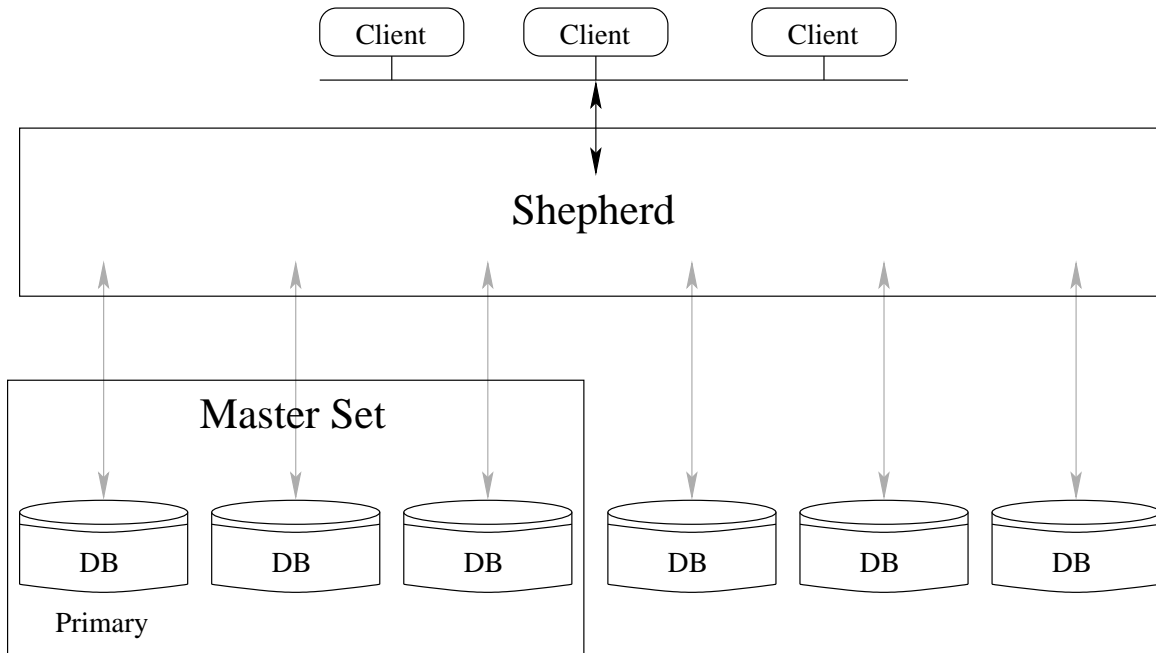 Client Client Client
Shepherd
Master Set
DB DB DB DB DB DB
Primary